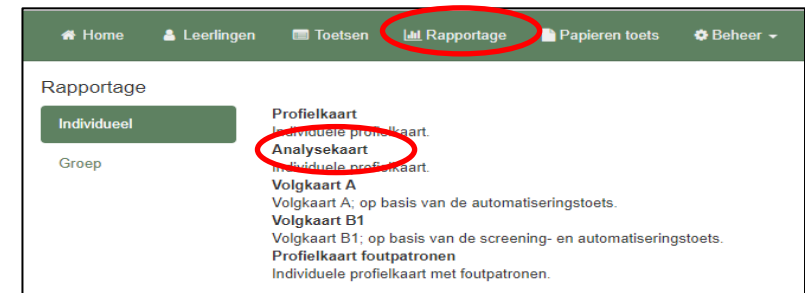 Home Leerlingen Toetsen Rapportage Papieren toets Beheer
Rapportage
Individueel
Groep
Profielkaart
Individuele profielkaart.
Analysekaart
Individuele profielkaart.
Volgkaart A
Volgkaart A; op basis van de automatiseringstoets.
Volgkaart B1
Volgkaart B1; op basis van de screening- en automatiseringstoets.
Profielkaart foutpatronen
Individuele profielkaart met foutpatronen.